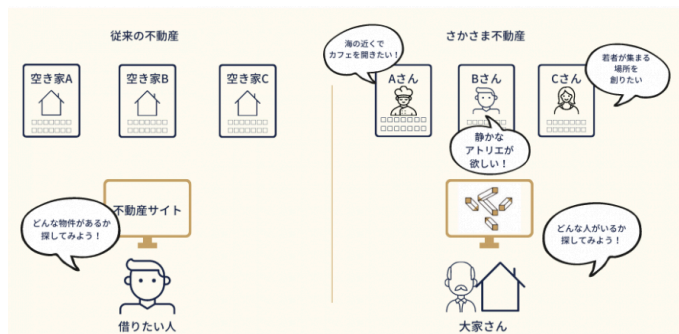 従来の不動産
空き家A
空き家B
空き家C
どんな物件があるか
探してみよう！
不動産サイト
借りたい人
さかさま不動産
海の近くで
カフェを開きたい！
Aさん
Bさん
Cさん
若者が集まる
場所を
創りたい
静かな
アトリエが
欲しい！
どんな人がいるか
探してみよう！
大家さん